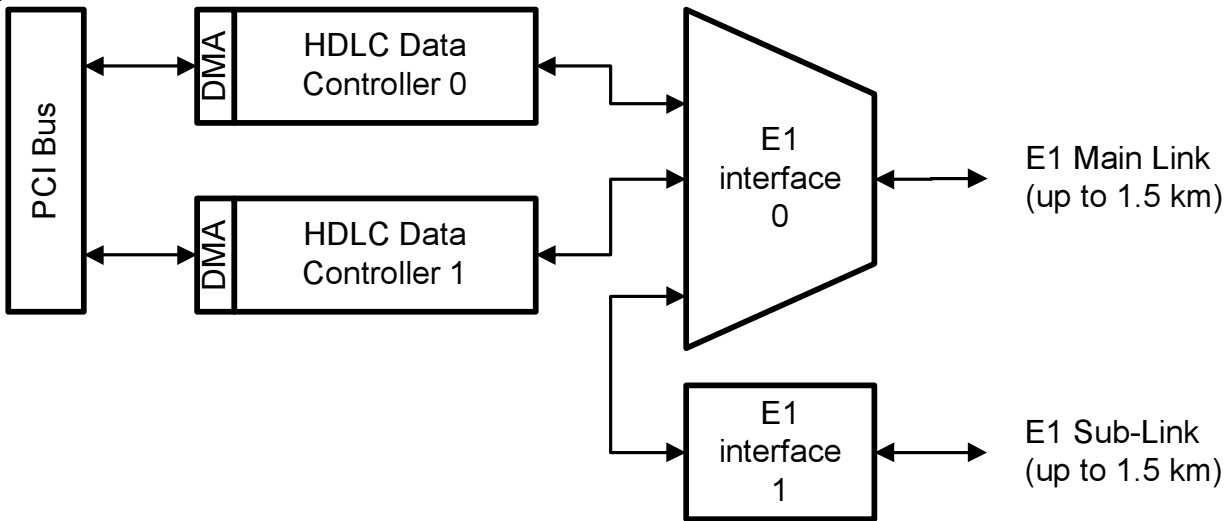 PCI Bus
DMA
HDLC Data
Controller 0
DMA
HDLC Data
Controller 1
E1
interface
0
E1 Main Link
(up to 1.5 km)
E1
interface
1
E1 Sub-Link
(up to 1.5 km)